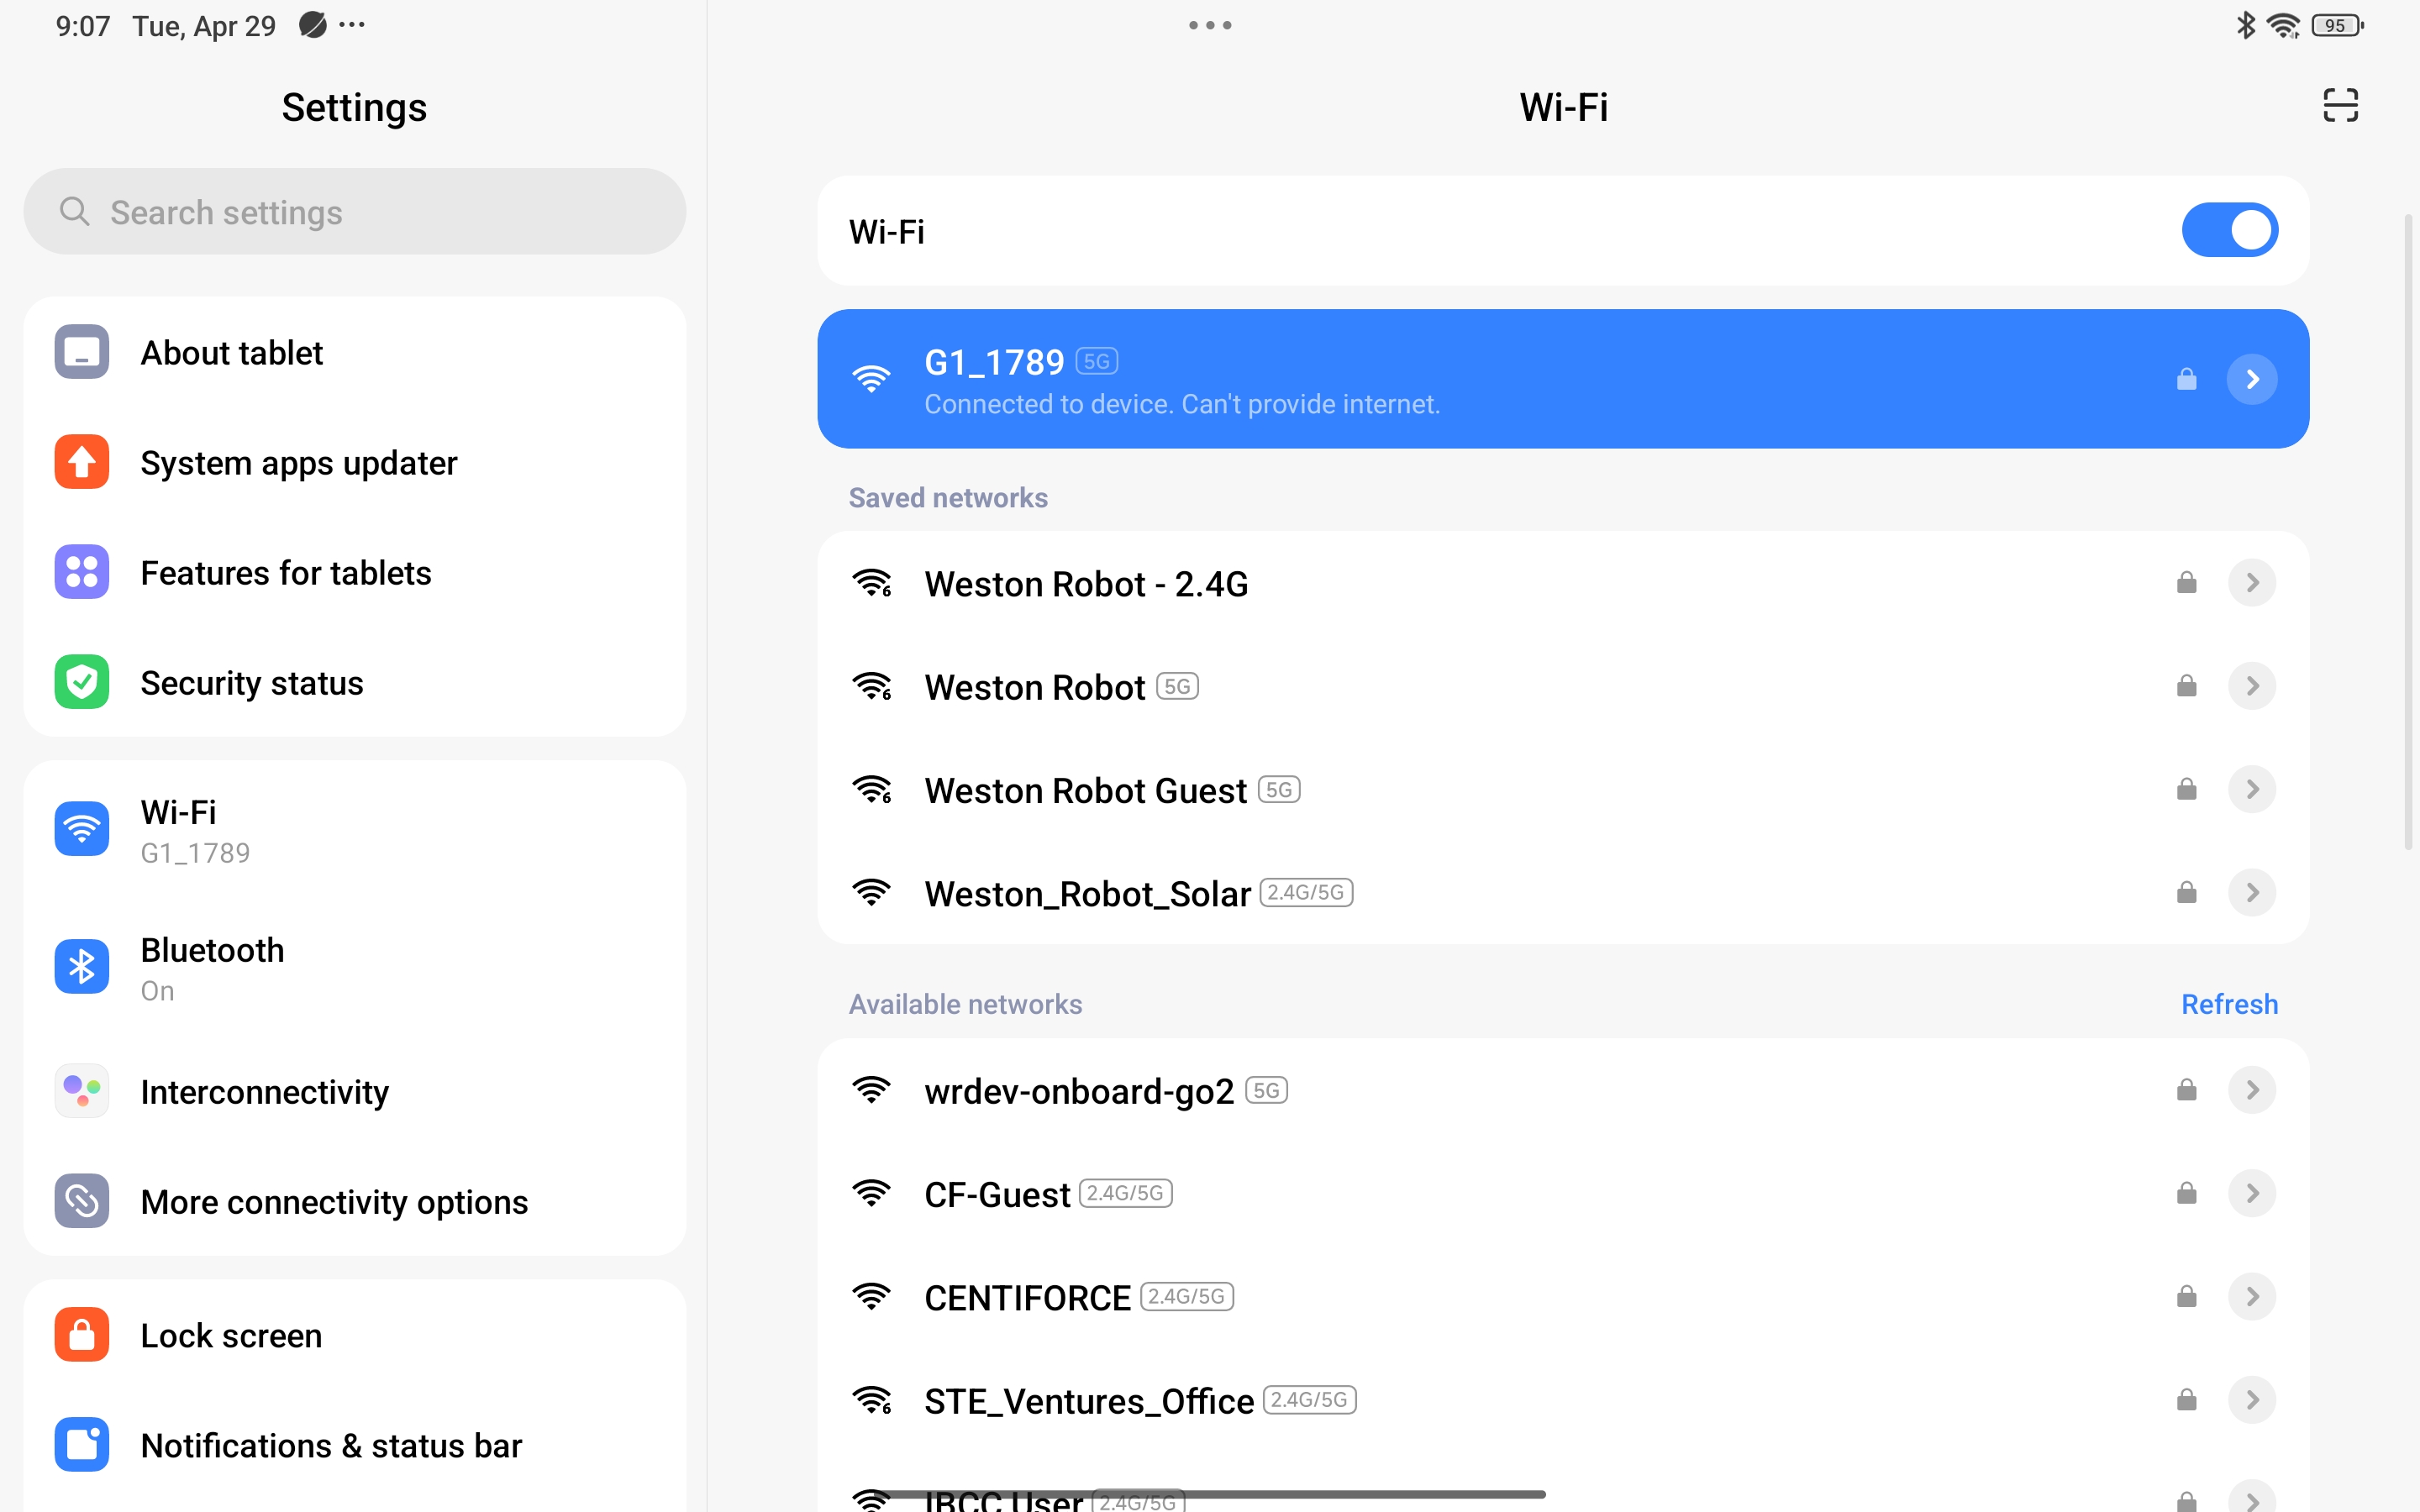 9:07 Tue, Apr 29
95
Settings
Search settings
About tablet
System apps updater
Features for tablets
Security status
Wi-Fi
G1_1789
Bluetooth
On
Interconnectivity
More connectivity options
Lock screen
Notifications & status bar
Wi-Fi
Wi-Fi
G1_1789 5G
Connected to device. Can't provide internet.
Saved networks
6 Weston Robot - 2.4G
6 Weston Robot 5G
6 Weston Robot Guest 5G
Weston_Robot_Solar 2.4G/5G
Available networks Refresh
wrdev-onboard-go2 5G
CF-Guest 2.4G/5G
CENTIFORCE 2.4G/5G
6 STE_Ventures_Office 2.4G/5G
IBCC User 2.4G/5G